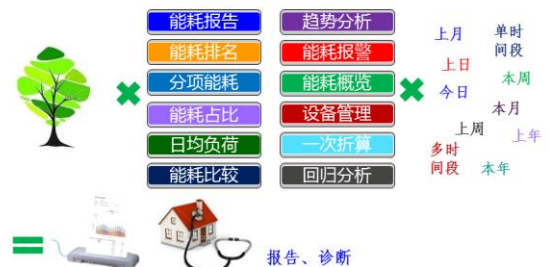 能耗报告
趋势分析
能耗排名
能耗报警
分项能耗
能耗概览
能耗占比
设备管理
日均负荷
一次折算
能耗比较
回归分析
上月
单时
间段
上日
本周
今日
本月
上周
上年
多时
间段
本年
报告、诊断